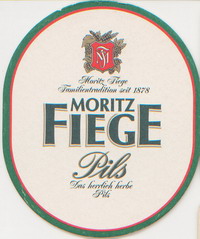 Moritz Fiege
Familientradition seit 1878
MORITZ
FIEGE
Pils
Das herrlich herbe
Pils